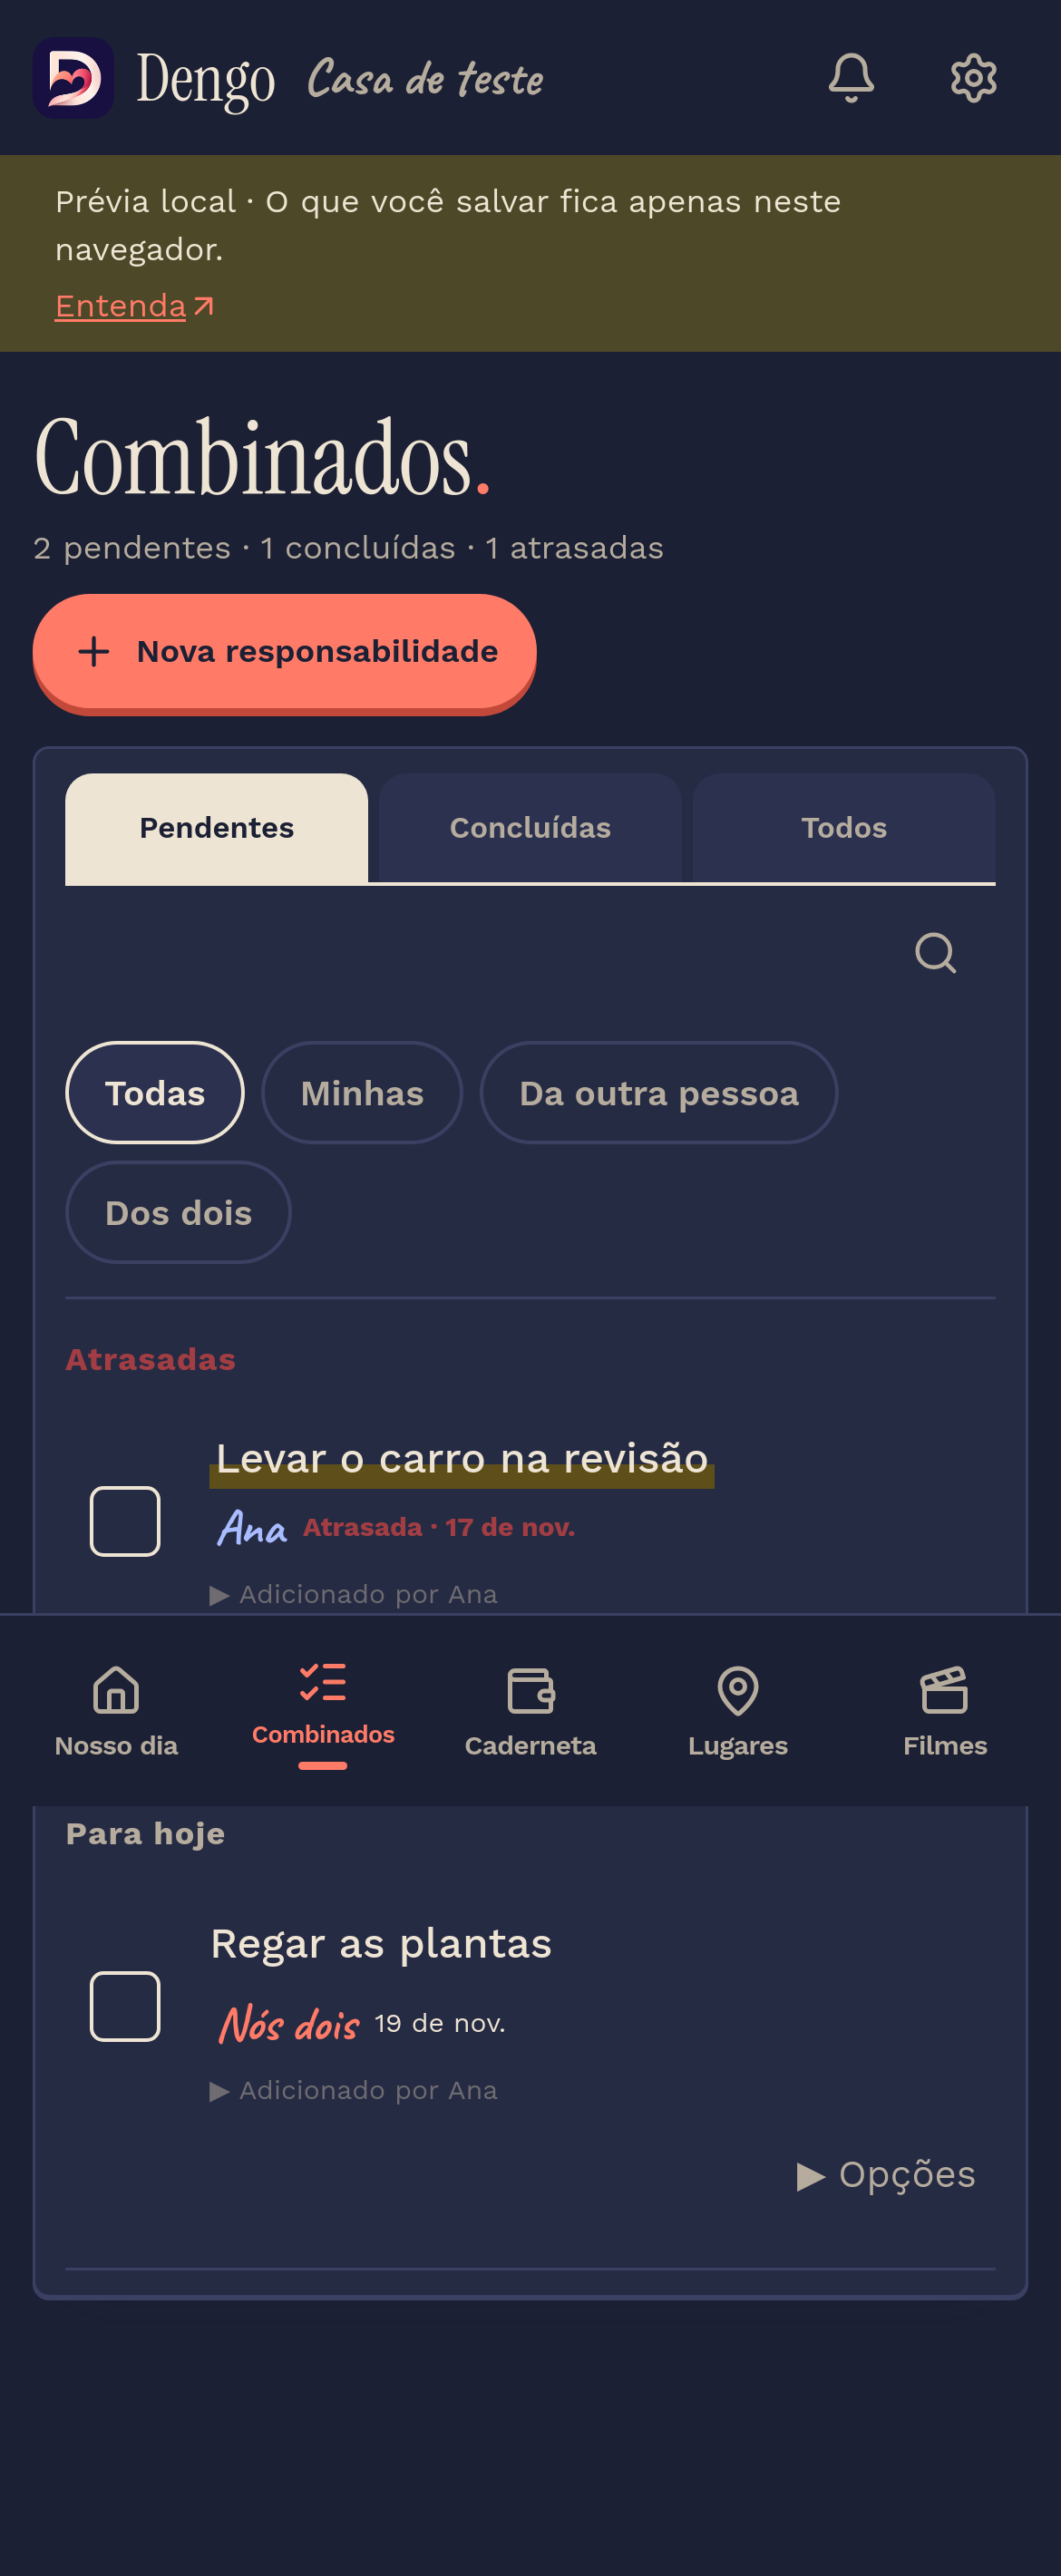 Dengo Casa de teste
Prévia local · O que você salvar fica apenas neste
navegador.
Entenda
Combinados.
2 pendentes · 1 concluídas · 1 atrasadas
Nova responsabilidade
Pendentes
Concluídas
Todos
Todas
Minhas
Da outra pessoa
Dos dois
Atrasadas
Levar o carro na revisão
Ana Atrasada · 17 de nov.
▶ Adicionado por Ana
Nosso dia
Combinados
Caderneta
Lugares
Filmes
Para hoje
Regar as plantas
Nós dois 19 de nov.
▶ Adicionado por Ana
▶ Opções